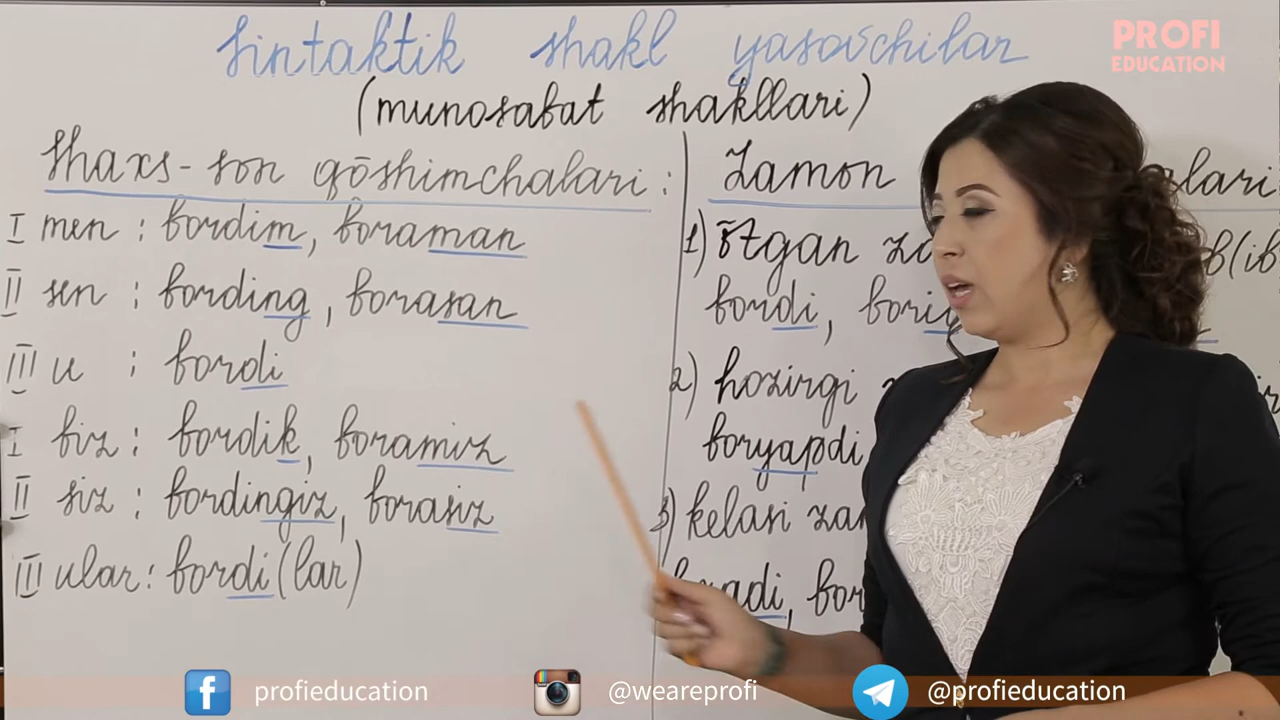 Sintaktik shakl yasovchilar
PROFI
EDUCATION
(munosabat shakllari)
Shaxs-son qōshimchalari:
I men : bordim, boraman
II sen : bording, borasan
III u : bordi
I biz : bordik, boramiz
II siz : bordingiz, borasiz
III ular : bordi(lar)
Zamon
1) ōtgan
bordi,
2) hozirgi
boryapdi,
3) kelasi
profieducation
@weareprofi
@profieducation